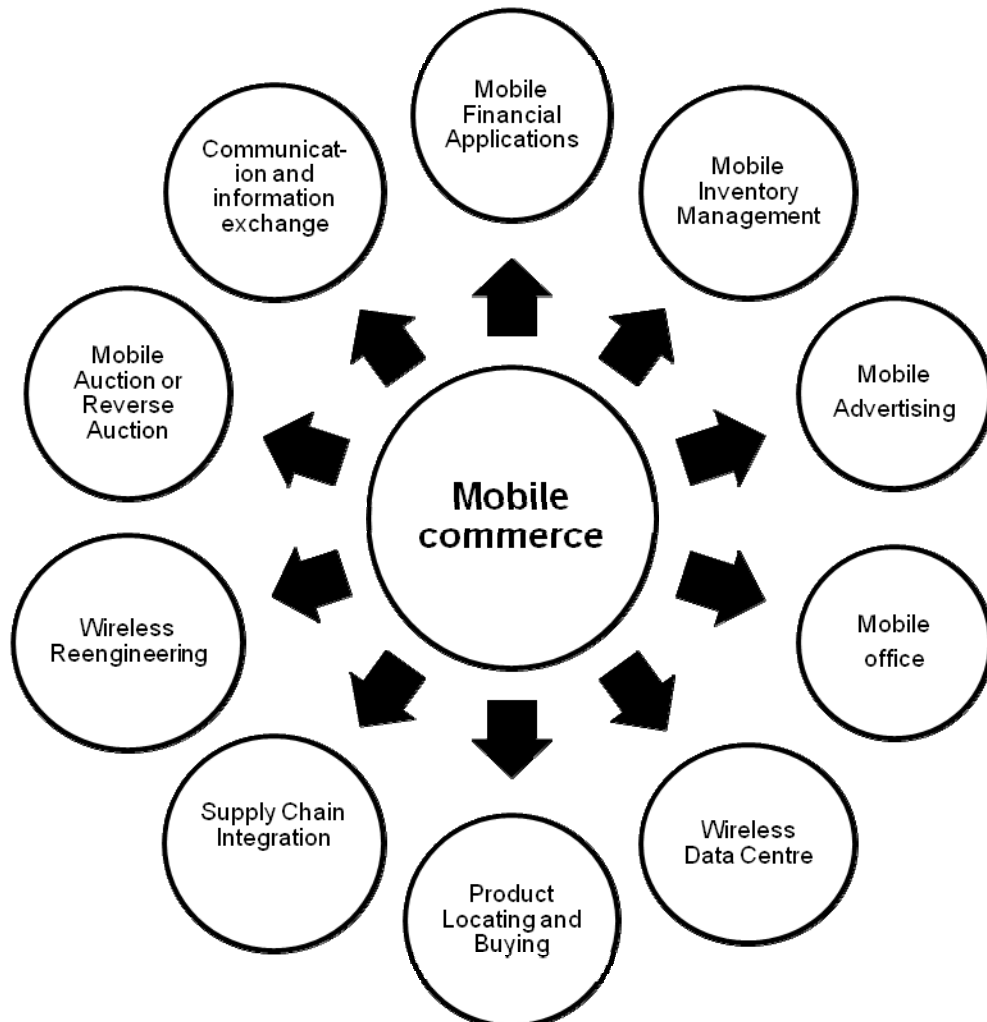 Mobile
Financial
Applications
Mobile
Inventory
Management
Mobile
Advertising
Mobile
office
Wireless
Data Centre
Product
Locating and
Buying
Supply Chain
Integration
Wireless
Reengineering
Mobile
Auction or
Reverse
Auction
Communicat-
ion and
information
exchange
Mobile
commerce